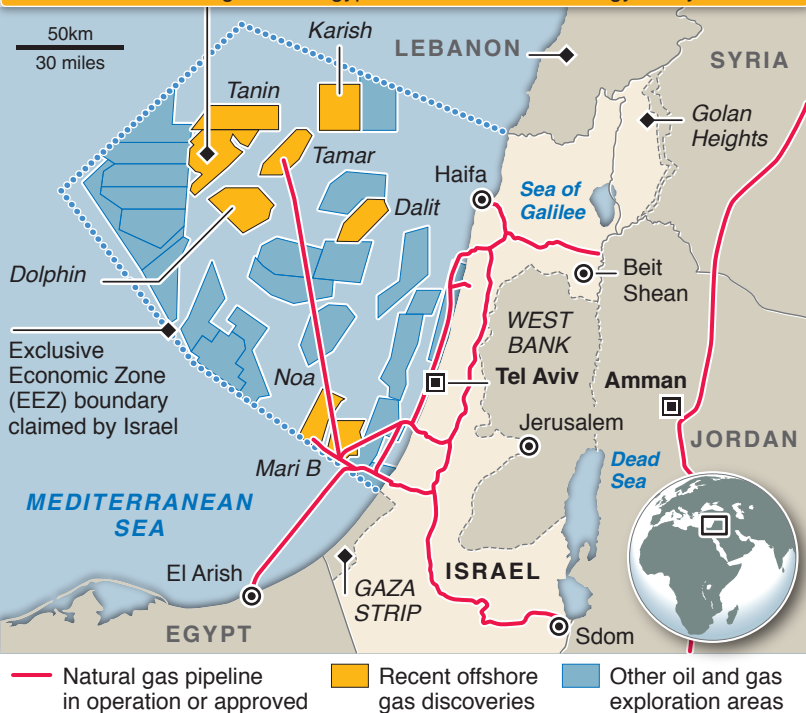 50km
30 miles
Karish
LEBANON
SYRIA
Tanin
Golan
Heights
Tamar
Haifa
Sea of
Galilee
Dalit
Dolphin
Beit
Shean
WEST
BANK
Exclusive
Economic Zone
(EEZ) boundary
claimed by Israel
Noa
Tel Aviv
Amman
Jerusalem
JORDAN
Mari B
Dead
Sea
MEDITERRANEAN
SEA
El Arish
ISRAEL
GAZA
STRIP
EGYPT
Sdom
Natural gas pipeline
in operation or approved
Recent offshore
gas discoveries
Other oil and gas
exploration areas